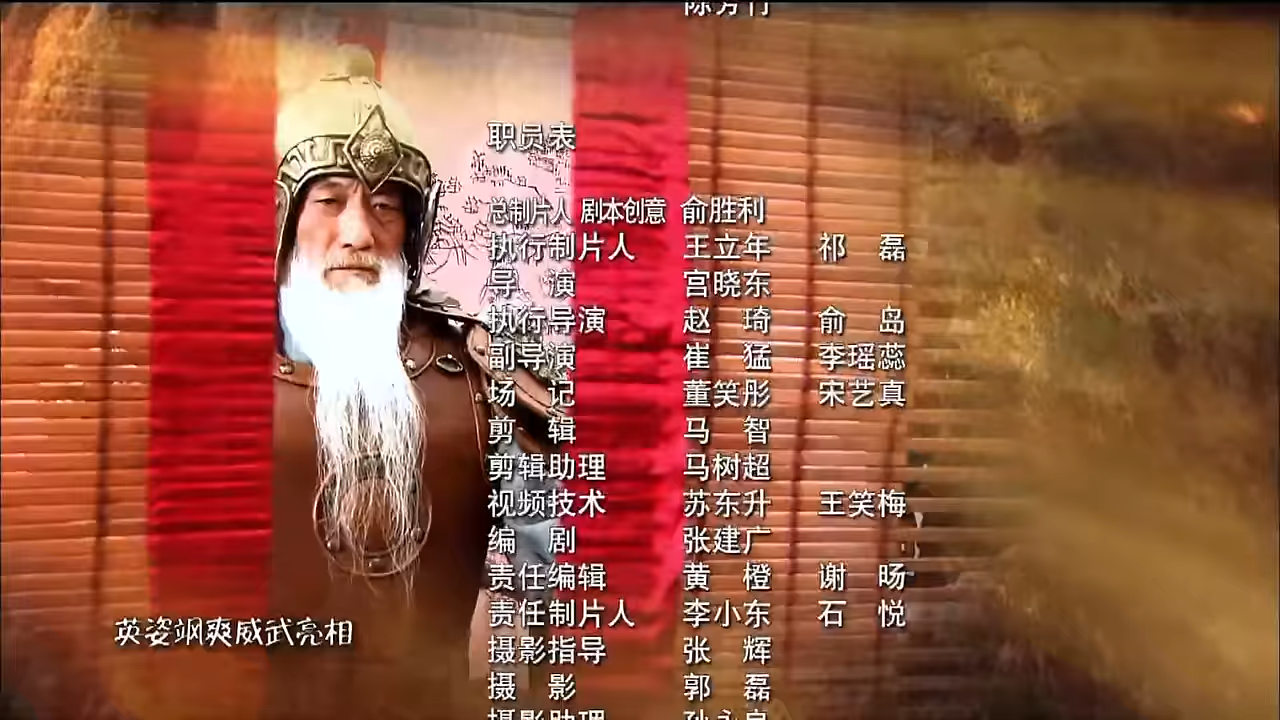 职员表
总制片人 剧本创意 俞胜利
执行制片人 王立年 祁磊
导演 宫晓东
执行导演 赵琦 俞岛
副导演 崔猛 李瑶蕊
场记 董笑彤 宋艺真
剪辑 马智
剪辑助理 马树超
视频技术 苏东升 王笑梅
编剧 张建广
责任编辑 黄橙 谢旸
责任制片人 李小东 石悦
摄影指导 张辉
摄影 郭磊
摄影助理
英姿飒爽威武亮相